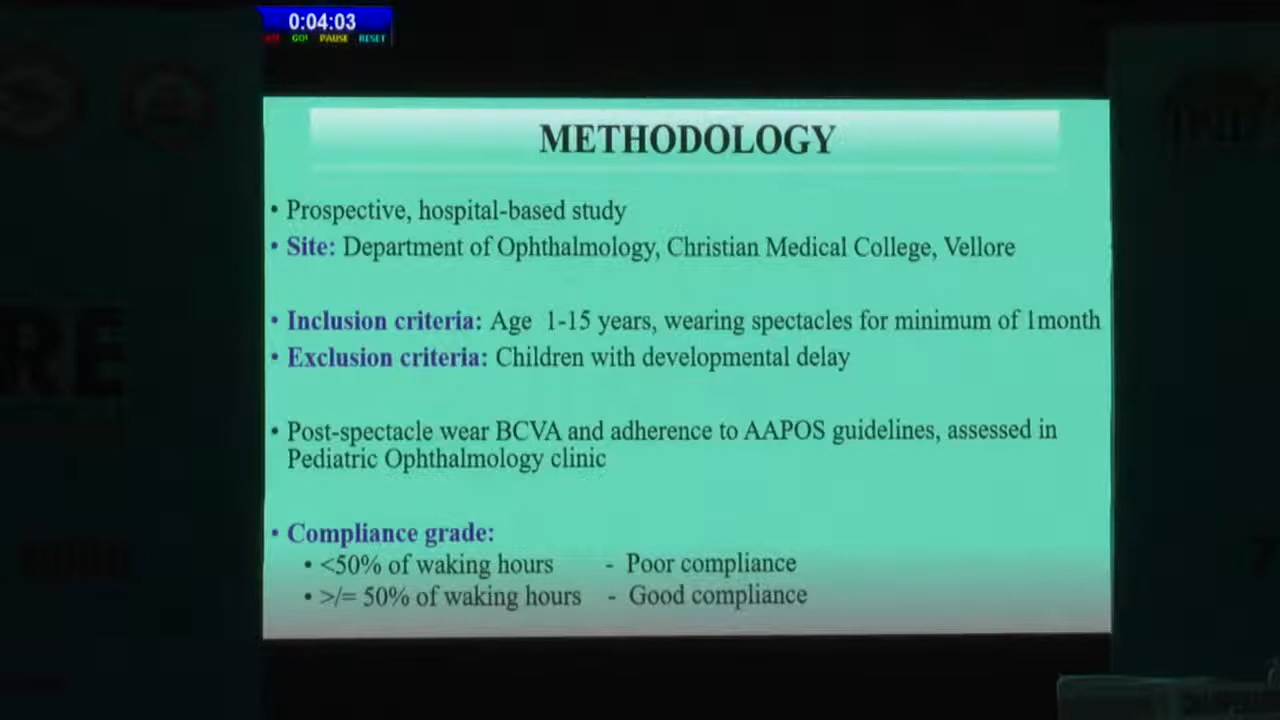 0:04:03
GO! PAUSE RESET
METHODOLOGY
• Prospective, hospital-based study
• Site: Department of Ophthalmology, Christian Medical College, Vellore
• Inclusion criteria: Age 1-15 years, wearing spectacles for minimum of 1month
• Exclusion criteria: Children with developmental delay
• Post-spectacle wear BCVA and adherence to AAPOS guidelines, assessed in
Pediatric Ophthalmology clinic
• Compliance grade:
• <50% of waking hours - Poor compliance
• >/= 50% of waking hours - Good compliance
RE